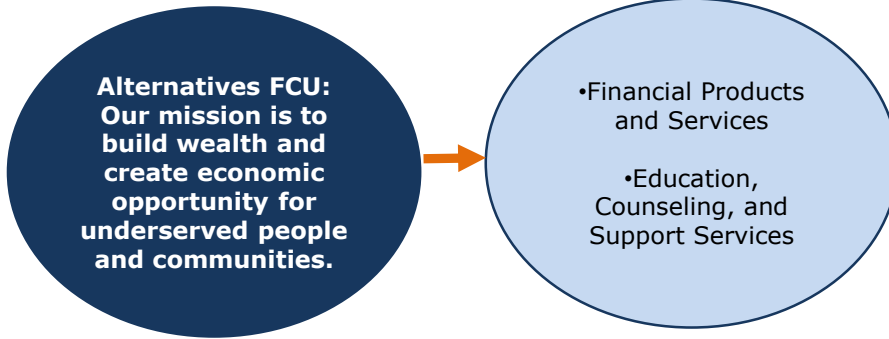 Alternatives FCU:
Our mission is to
build wealth and
create economic
opportunity for
underserved people
and communities.
•Financial Products
and Services
•Education,
Counseling, and
Support Services